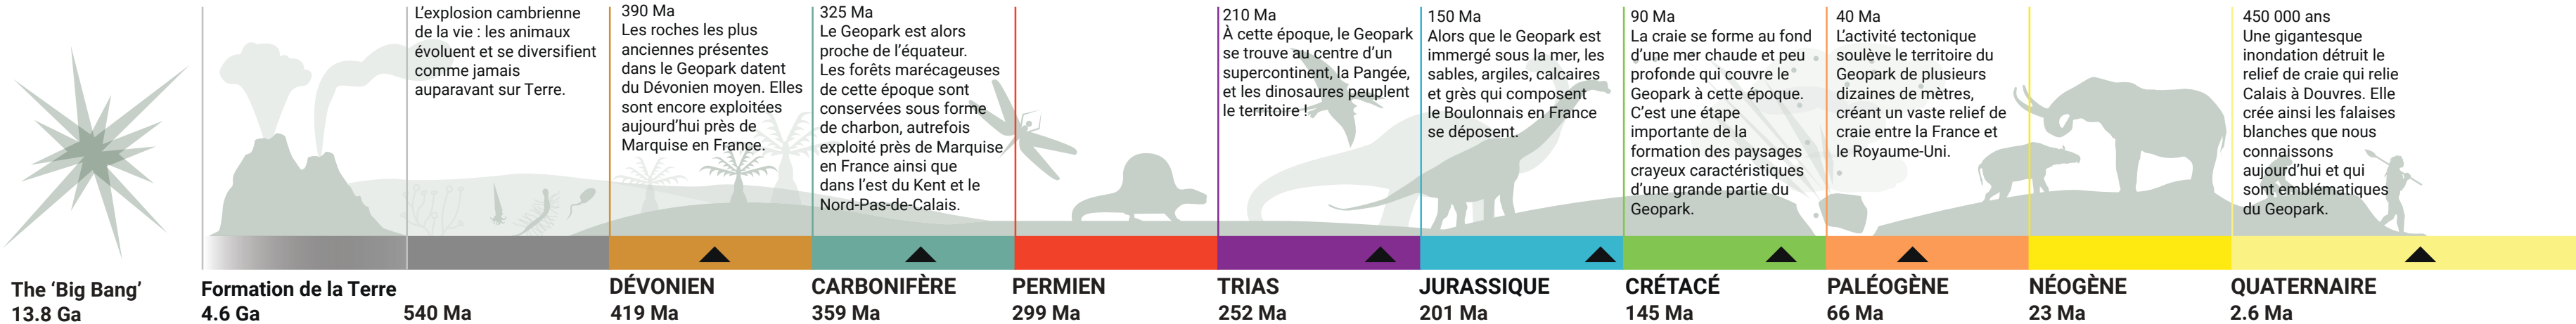 L'explosion cambrienne
de la vie : les animaux
évoluent et se diversifient
comme jamais
auparavant sur Terre.
390 Ma
Les roches les plus
anciennes présentes
dans le Geopark datent
du Dévonien moyen. Elles
sont encore exploitées
aujourd'hui près de
Marquise en France.
325 Ma
Le Geopark est alors
proche de l'équateur.
Les forêts marécageuses
de cette époque sont
conservées sous forme
de charbon, autrefois
exploité près de Marquise
en France ainsi que
dans l'est du Kent et le
Nord-Pas-de-Calais.
210 Ma
À cette époque, le Geopark
se trouve au centre d'un
supercontinent, la Pangée,
et les dinosaures peuplent
le territoire !
150 Ma
Alors que le Geopark est
immergé sous la mer, les
sables, argiles, calcaires
et grès qui composent
le Boulonnais en France
se déposent.
90 Ma
La craie se forme au fond
d'une mer chaude et peu
profonde qui couvre le
Geopark à cette époque.
C'est une étape
importante de la
formation des paysages
crayeux caractéristiques
d'une grande partie du
Geopark.
40 Ma
L'activité tectonique
soulève le territoire du
Geopark de plusieurs
dizaines de mètres,
créant un vaste relief de
craie entre la France et
le Royaume-Uni.
450 000 ans
Une gigantesque
inondation détruit le
relief de craie qui relie
Calais à Douvres. Elle
crée ainsi les falaises
blanches que nous
connaissons
aujourd'hui et qui
sont emblématiques
du Geopark.
The 'Big Bang'
13.8 Ga
Formation de la Terre
4.6 Ga
540 Ma
DÉVONIEN
419 Ma
CARBONIFÈRE
359 Ma
PERMIEN
299 Ma
TRIAS
252 Ma
JURASSIQUE
201 Ma
CRÉTACÉ
145 Ma
PALÉOGÈNE
66 Ma
NÉOGÈNE
23 Ma
QUATERNAIRE
2.6 Ma